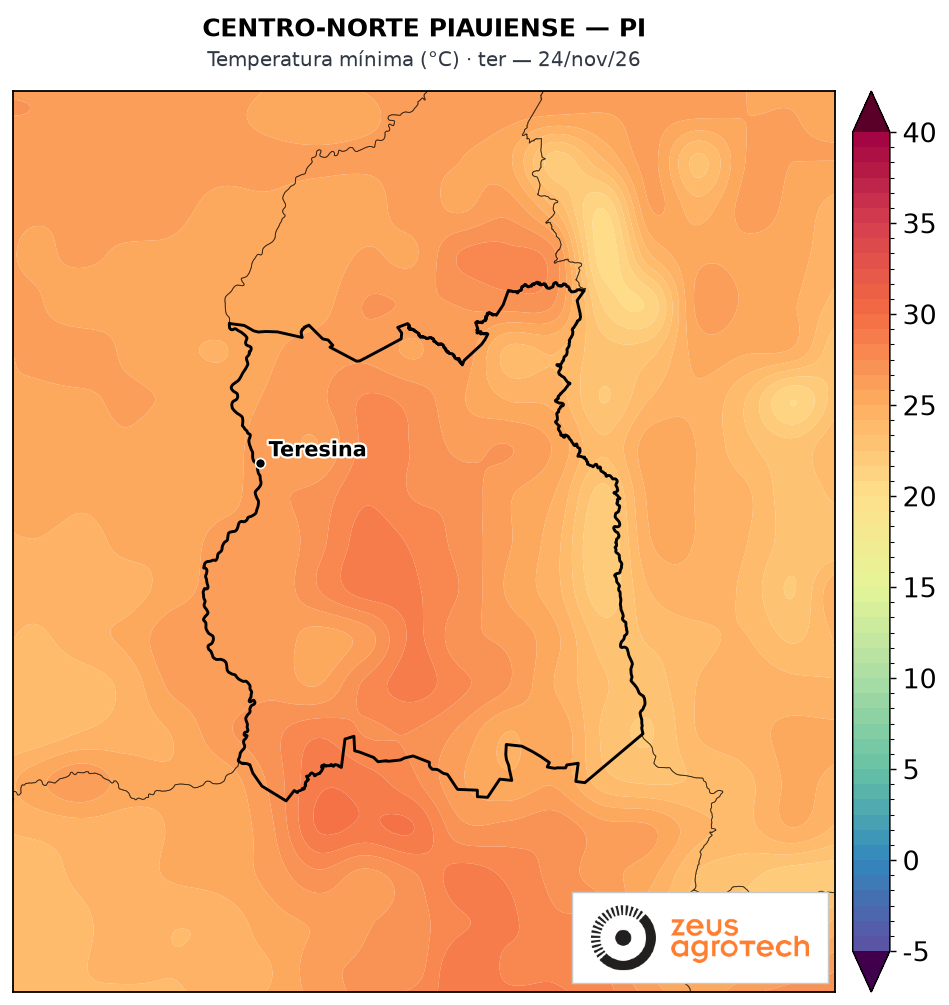 CENTRO-NORTE PIAUIENSE — PI
Temperatura mínima (°C) · ter — 24/nov/26
40
35
30
25
20
15
10
5
0
-5
Teresina
zeus
agrotech